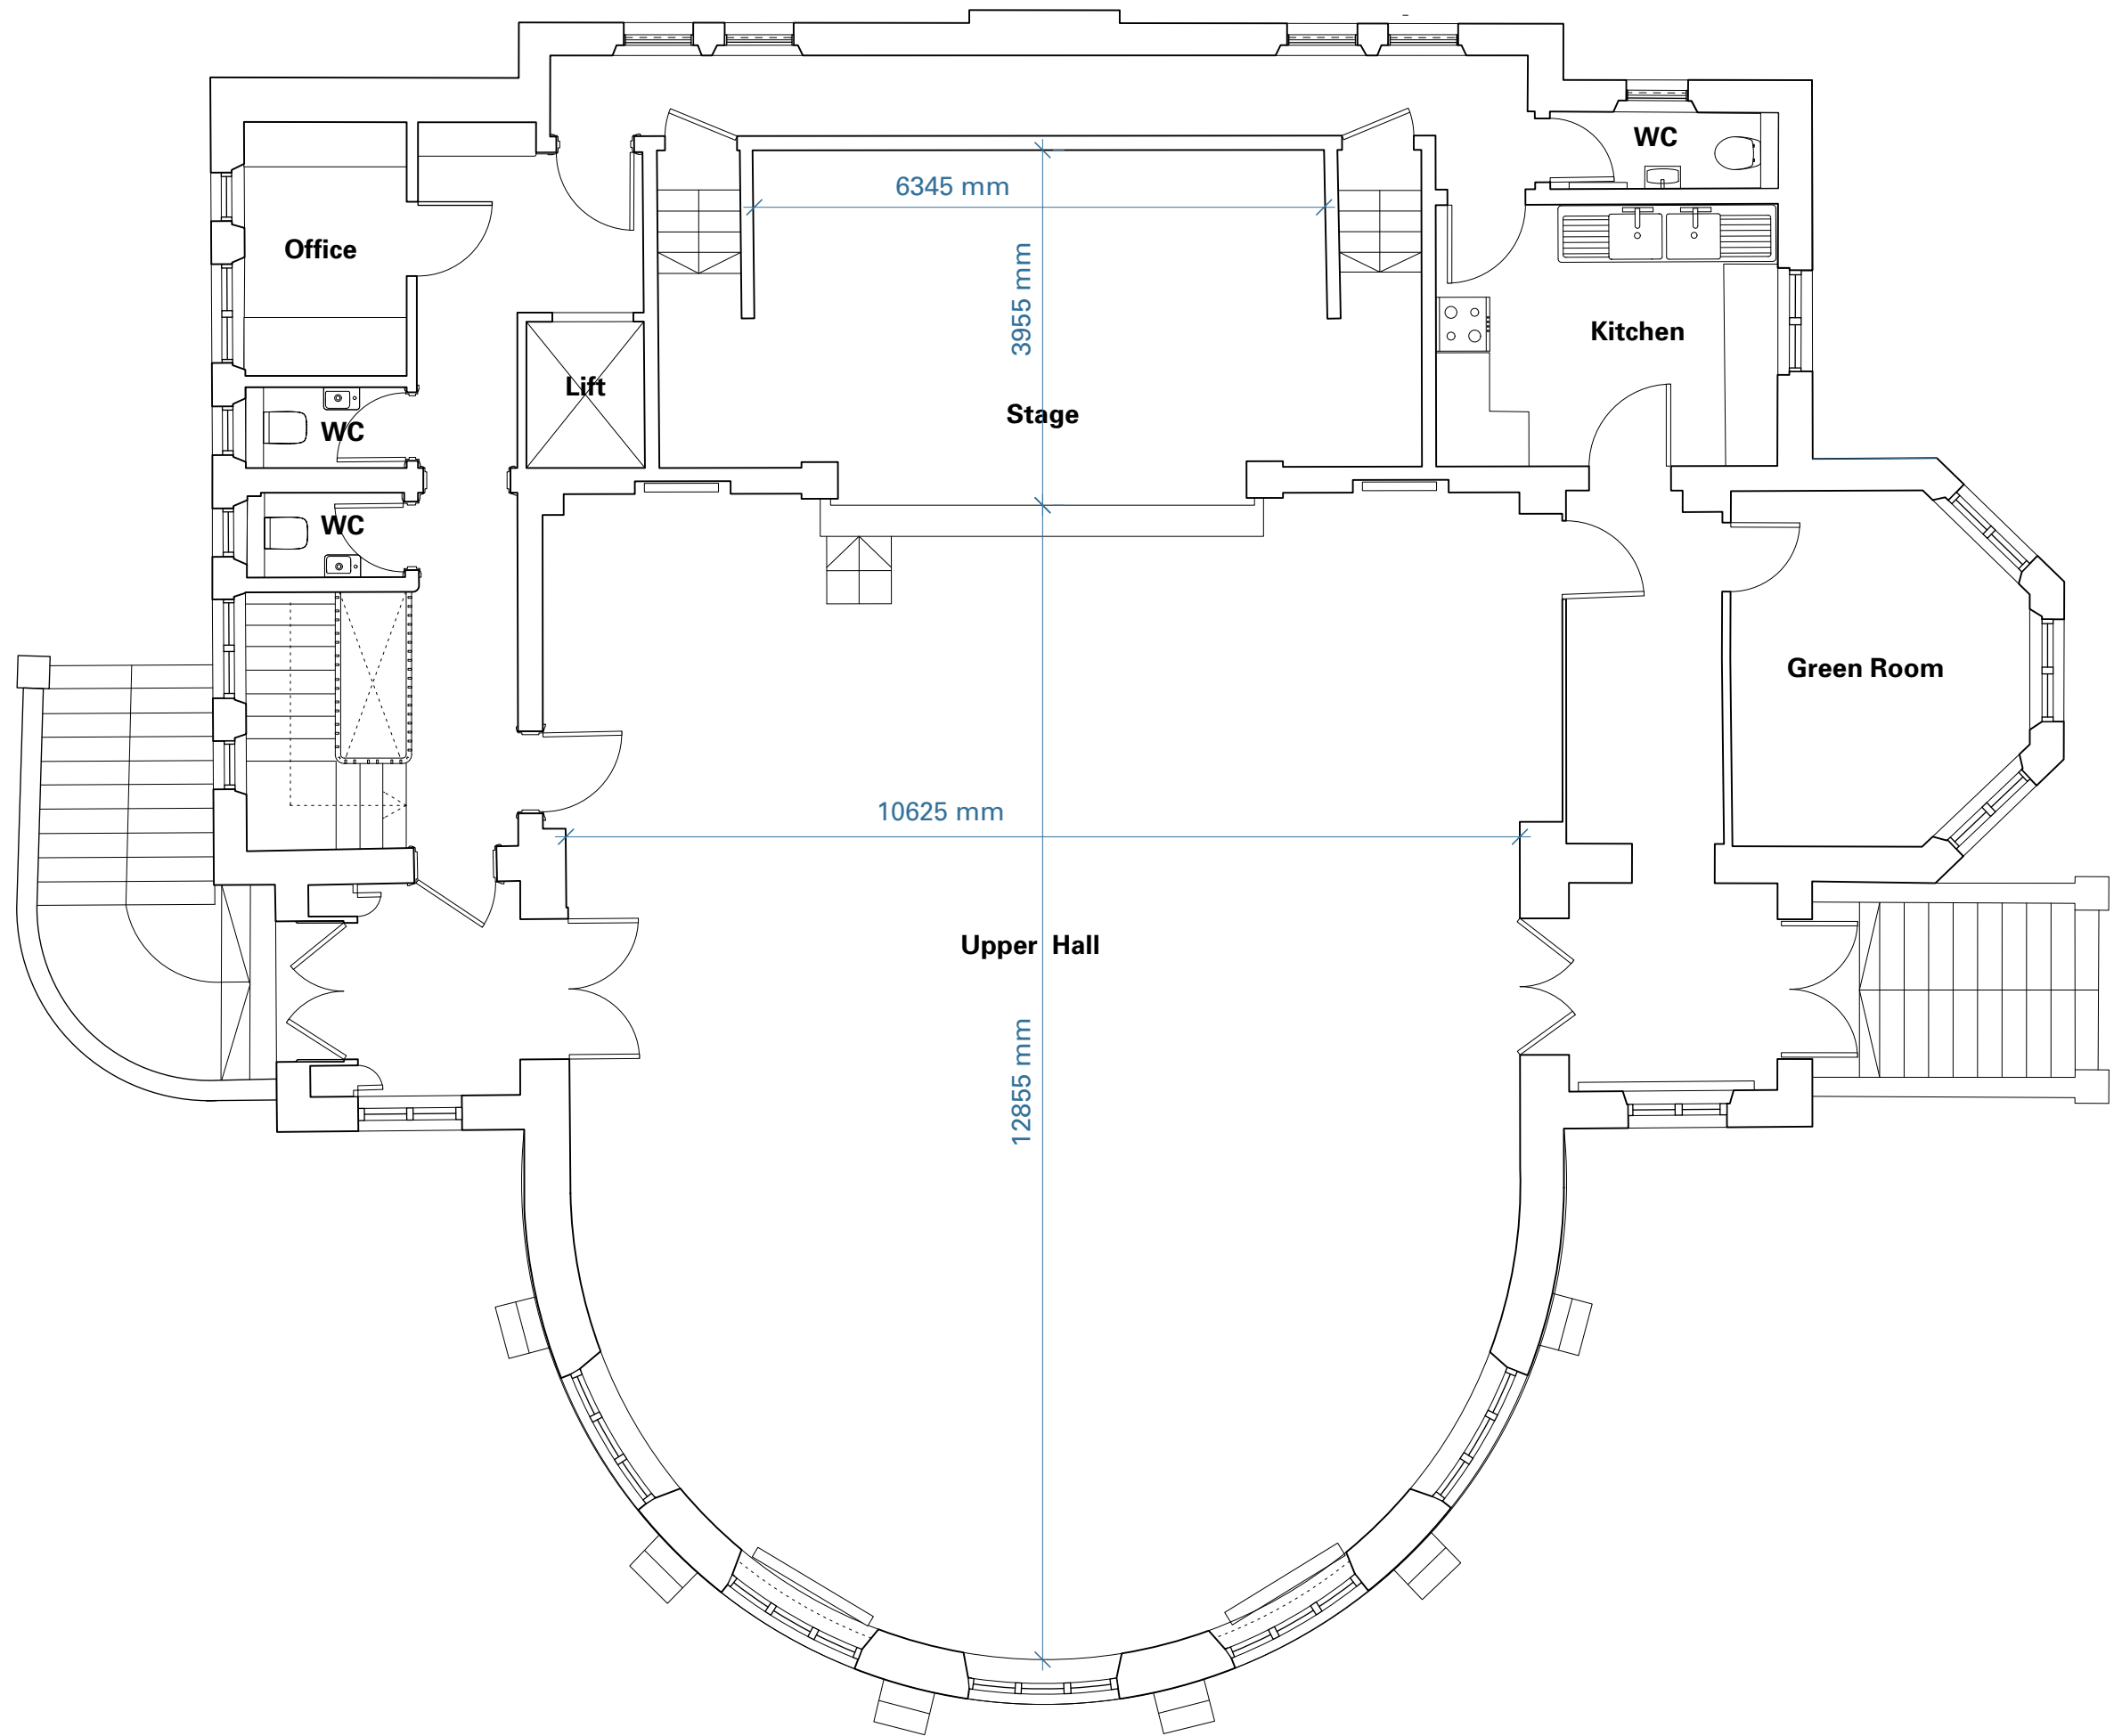 WC
6345 mm
Office
3955 mm
Kitchen
Lift
Stage
WC
WC
Green Room
10625 mm
Upper Hall
12855 mm